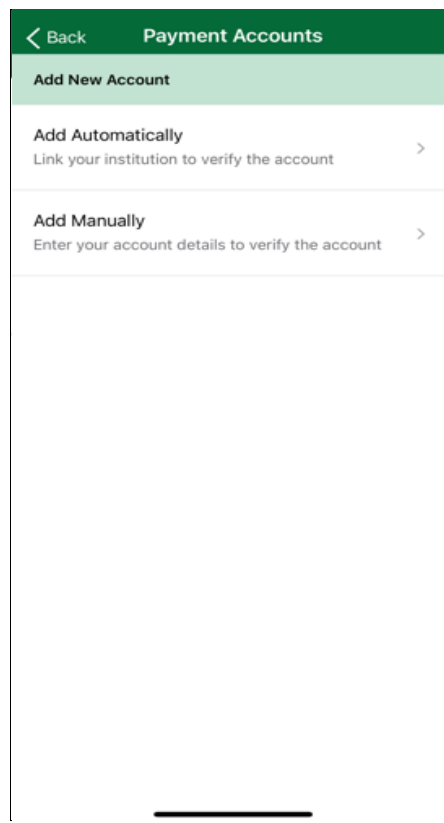 Back Payment Accounts
Add New Account
Add Automatically
Link your institution to verify the account
Add Manually
Enter your account details to verify the account